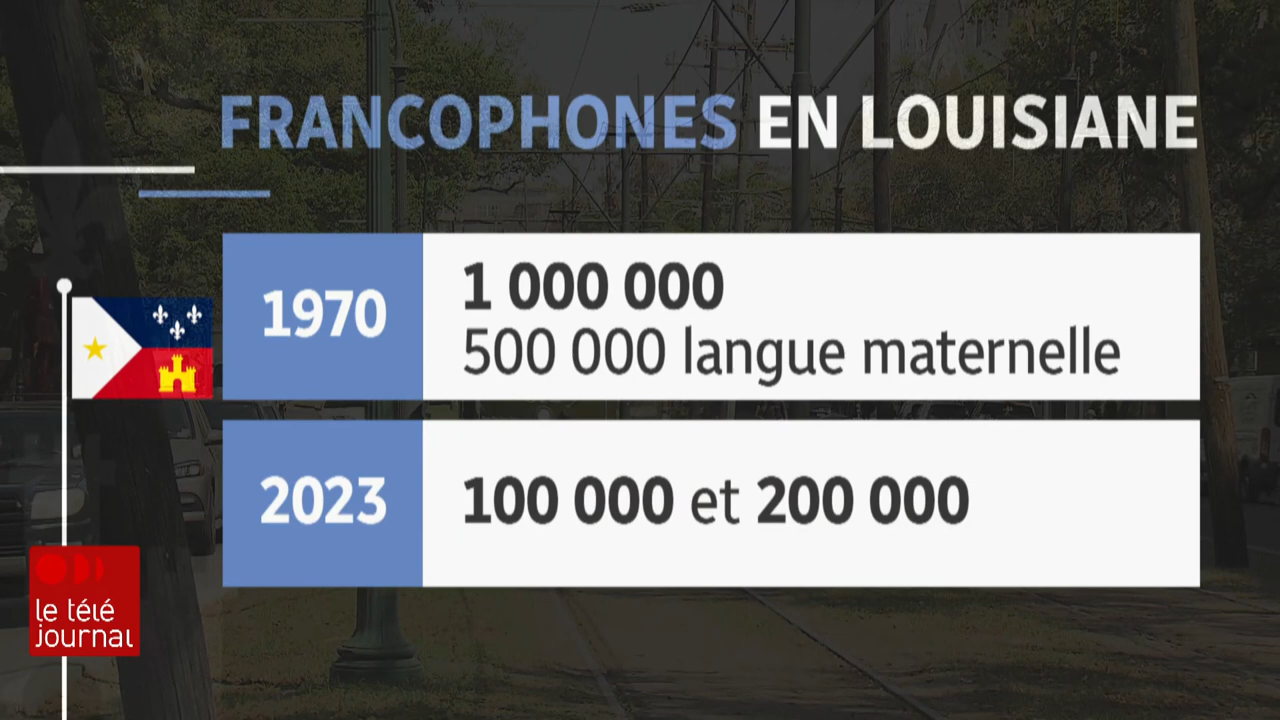 FRANCOPHONES EN LOUISIANE
1970
1 000 000
500 000 langue maternelle
2023
100 000 et 200 000
le télé
journal